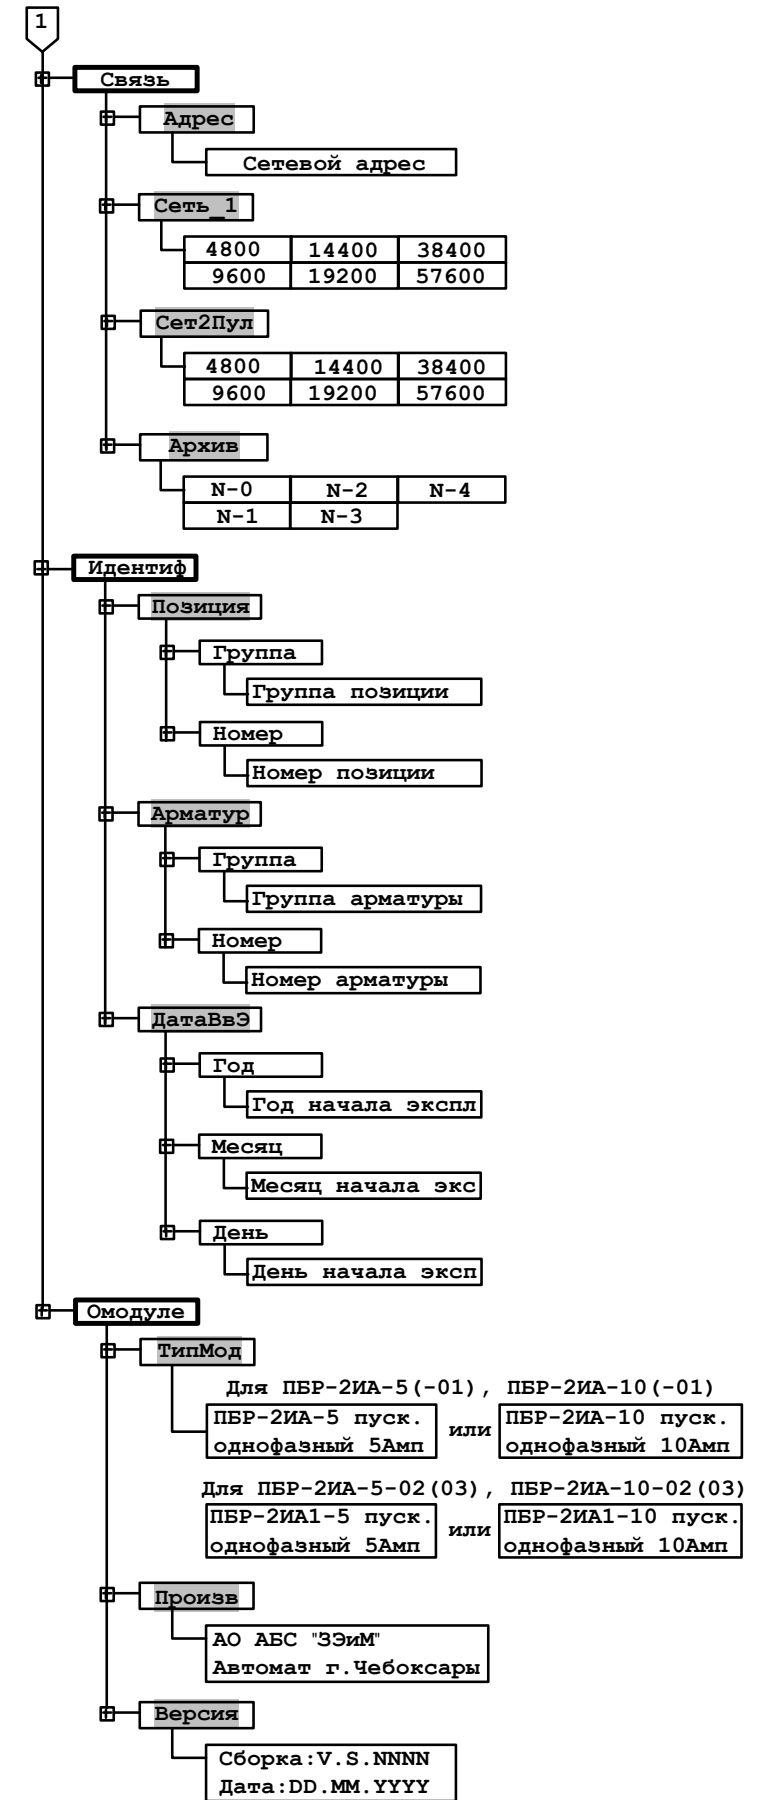 1
Связь
Адрес
Сетевой адрес
Сеть_1
4800 14400 38400
9600 19200 57600
Сет2Пул
4800 14400 38400
9600 19200 57600
Архив
N-0 N-2 N-4
N-1 N-3
Идентиф
Позиция
Группа
Группа позиции
Номер
Номер позиции
Арматур
Группа
Группа арматуры
Номер
Номер арматуры
ДатаВвЭ
Год
Год начала экспл
Месяц
Месяц начала экс
День
День начала эксп
Омодуле
ТипМод
Для ПБР-2ИА-5(-01), ПБР-2ИА-10(-01)
ПБР-2ИА-5 пуск. или ПБР-2ИА-10 пуск.
однофазный 5Амп однофазный 10Амп
Для ПБР-2ИА-5-02(03), ПБР-2ИА-10-02(03)
ПБР-2ИА1-5 пуск. или ПБР-2ИА1-10 пуск.
однофазный 5Амп однофазный 10Амп
Произв
АО АБС "ЗЭиМ"
Автомат г.Чебоксары
Версия
Сборка:V.S.NNNN
Дата:DD.MM.YYYY